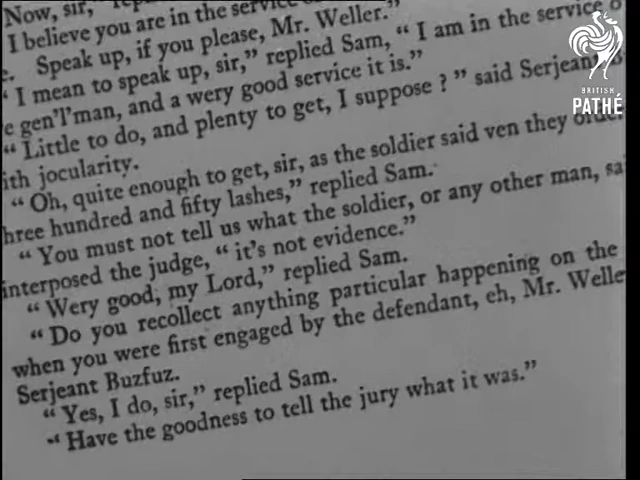 Now, sir,"
I believe you are in the service
Speak up, if you please, Mr. Weller."
"I mean to speak up, sir," replied Sam, "I am in the service o
e gen'l'man, and a wery good service it is."
"Little to do, and plenty to get, I suppose?" said Serjeant
ith jocularity.
"Oh, quite enough to get, sir, as the soldier said ven they
hree hundred and fifty lashes," replied Sam.
"You must not tell us what the soldier, or any other man, sa
interposed the judge, "it's not evidence."
"Wery good, my Lord," replied Sam.
"Do you recollect anything particular happening on the
when you were first engaged by the defendant, eh, Mr. Welle
Serjeant Buzfuz.
"Yes, I do, sir," replied Sam.
"Have the goodness to tell the jury what it was."
BRITISH
PATHÉ